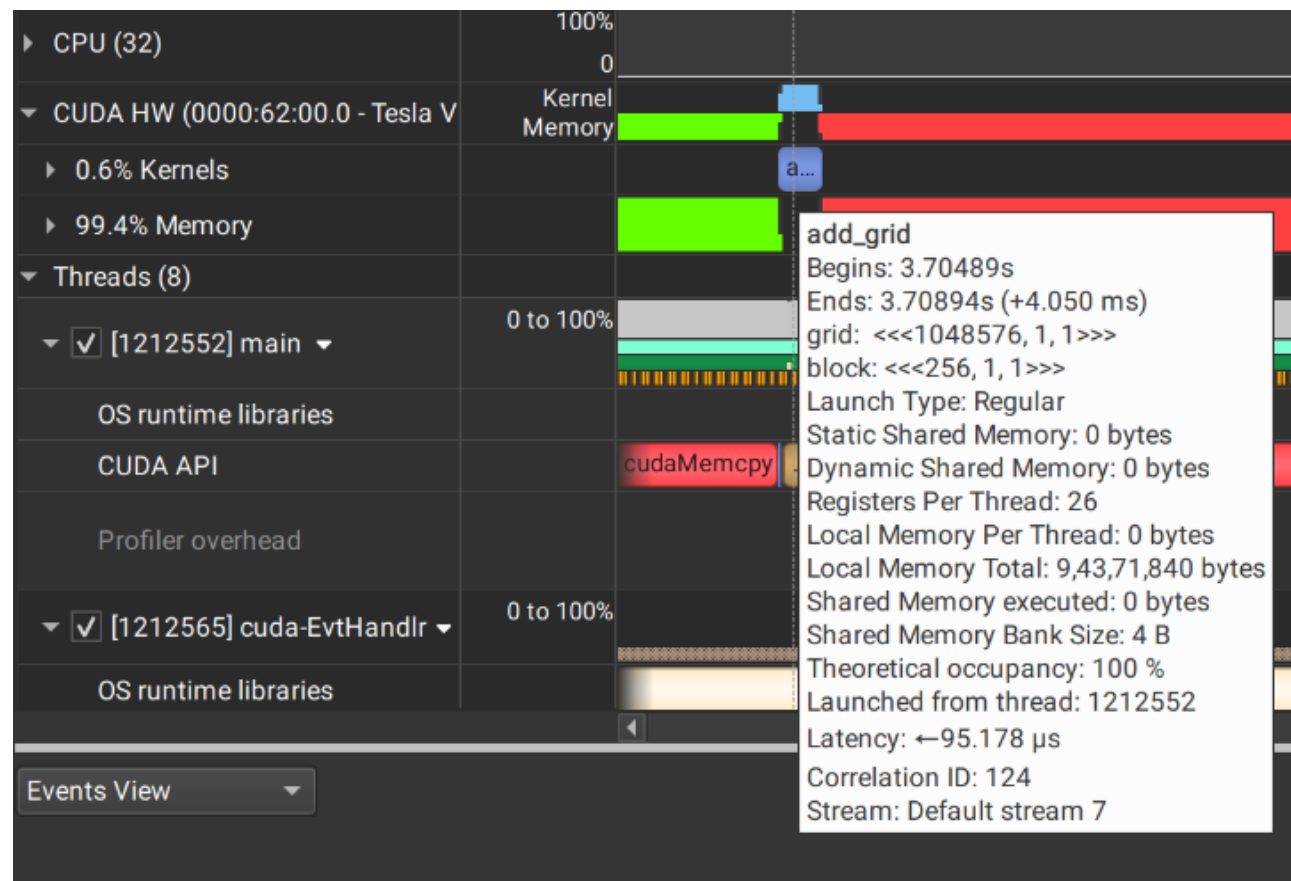 100%
CPU (32)
0
CUDA HW (0000:62:00.0 - Tesla V
Kernel
Memory
0.6% Kernels
a...
99.4% Memory
Threads (8)
[1212552] main
0 to 100%
OS runtime libraries
CUDA API
cudaMemcpy
Profiler overhead
[1212565] cuda-EvtHandlr
0 to 100%
OS runtime libraries
add_grid
Begins: 3.70489s
Ends: 3.70894s (+4.050 ms)
grid: <<<1048576, 1, 1>>>
block: <<<256, 1, 1>>>
Launch Type: Regular
Static Shared Memory: 0 bytes
Dynamic Shared Memory: 0 bytes
Registers Per Thread: 26
Local Memory Per Thread: 0 bytes
Local Memory Total: 9,43,71,840 bytes
Shared Memory executed: 0 bytes
Shared Memory Bank Size: 4 B
Theoretical occupancy: 100 %
Launched from thread: 1212552
Latency: ←95.178 μs
Correlation ID: 124
Stream: Default stream 7
Events View